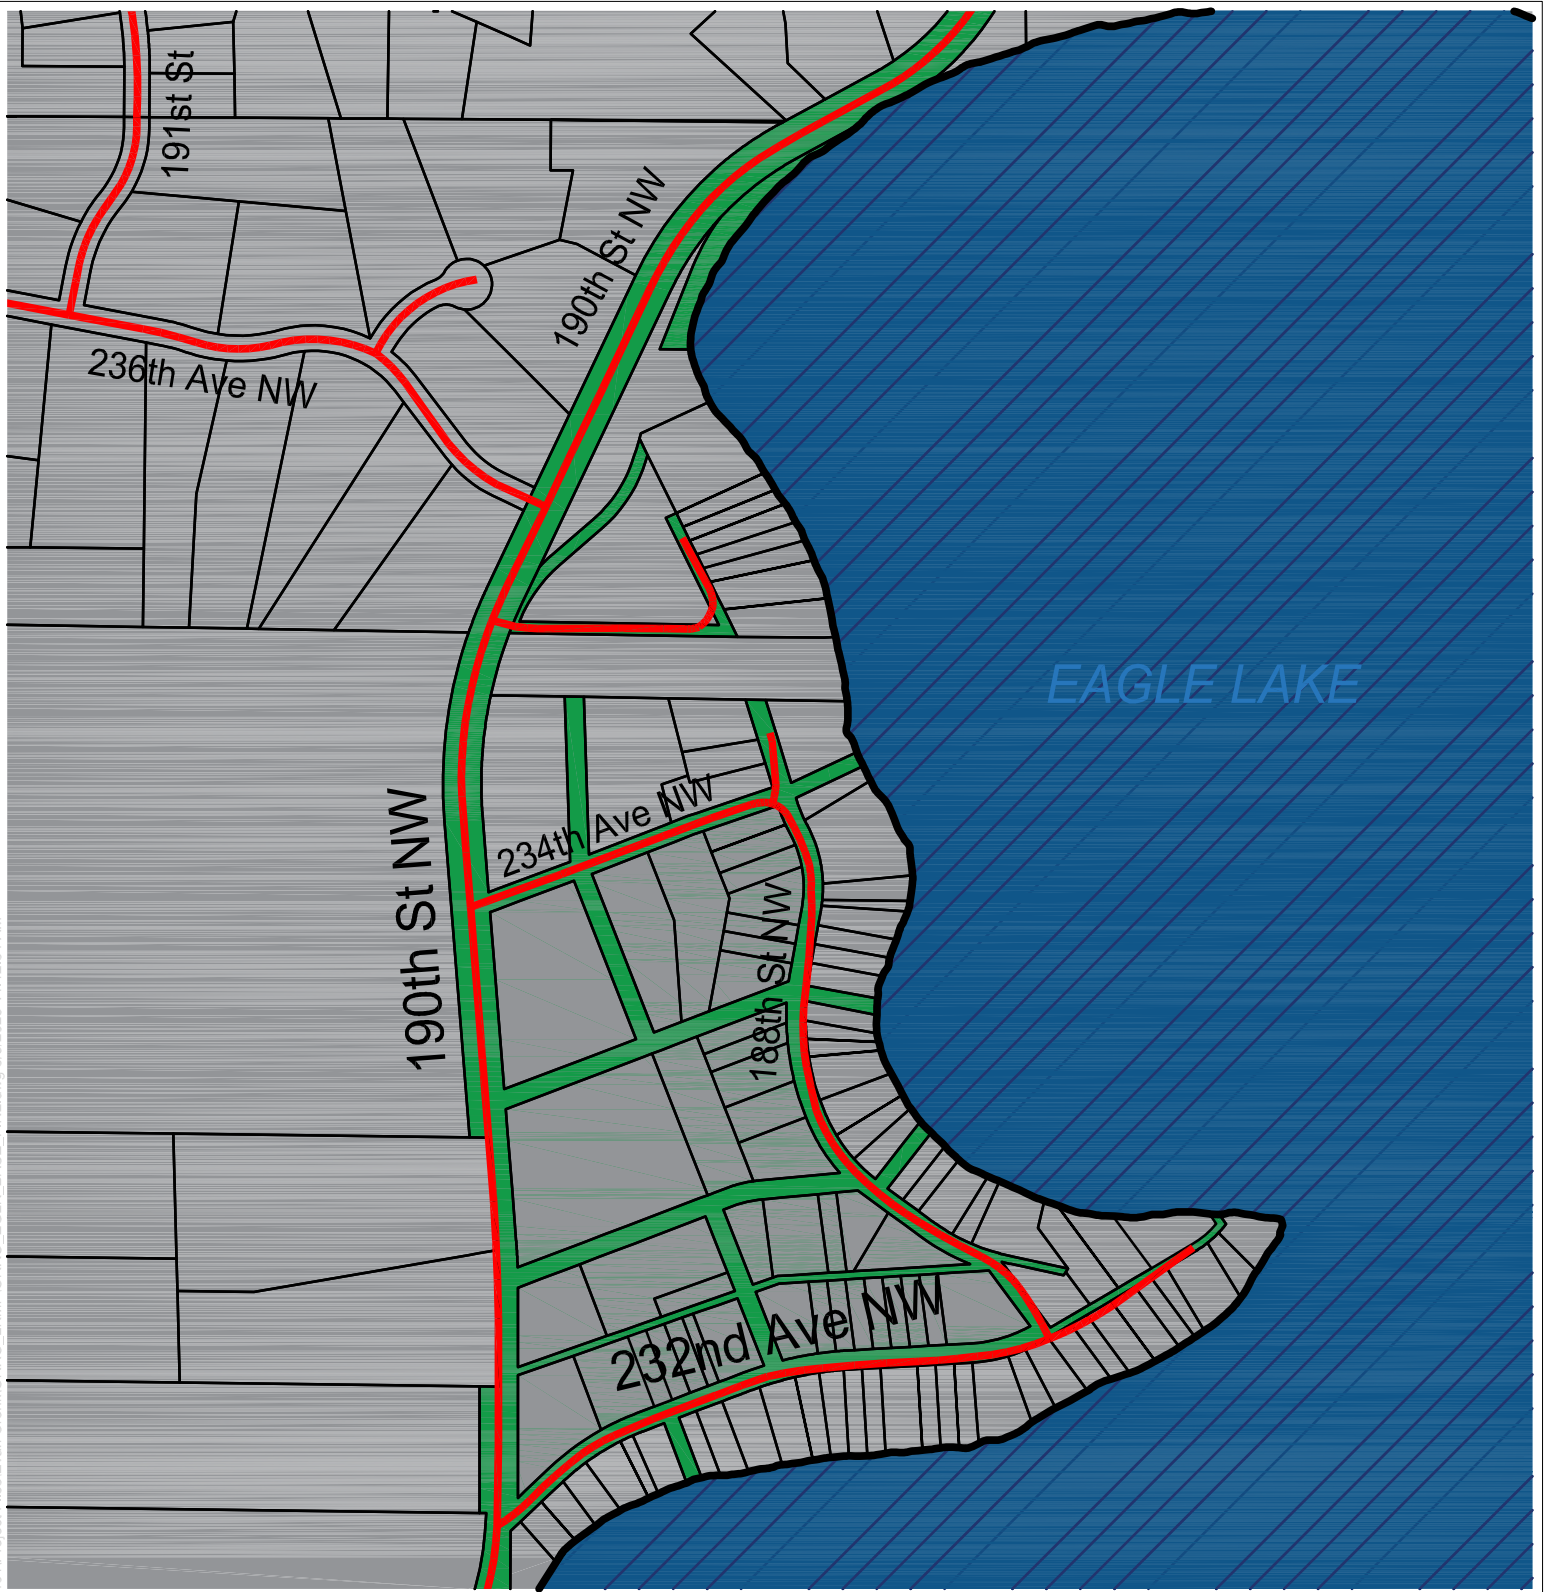 191st St
190th St NW
236th Ave NW
EAGLE LAKE
234th Ave NW
190th St NW
188th St NW
232nd Ave NW